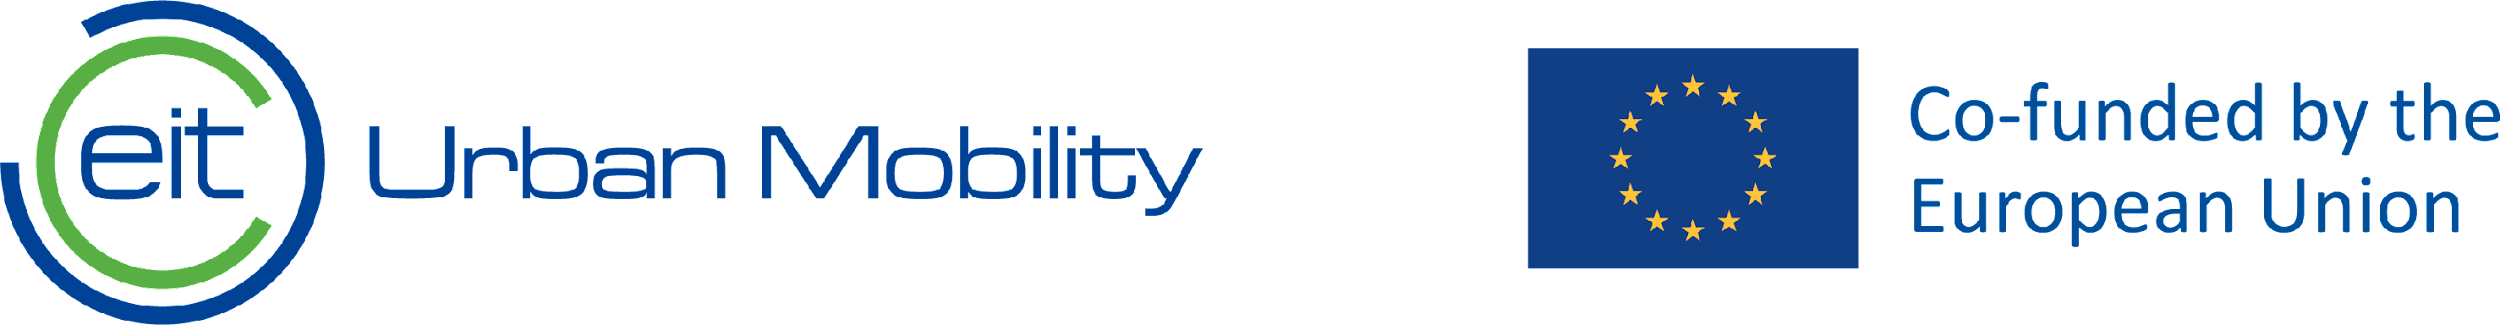 eit Urban Mobility
Co-funded by the
European Union